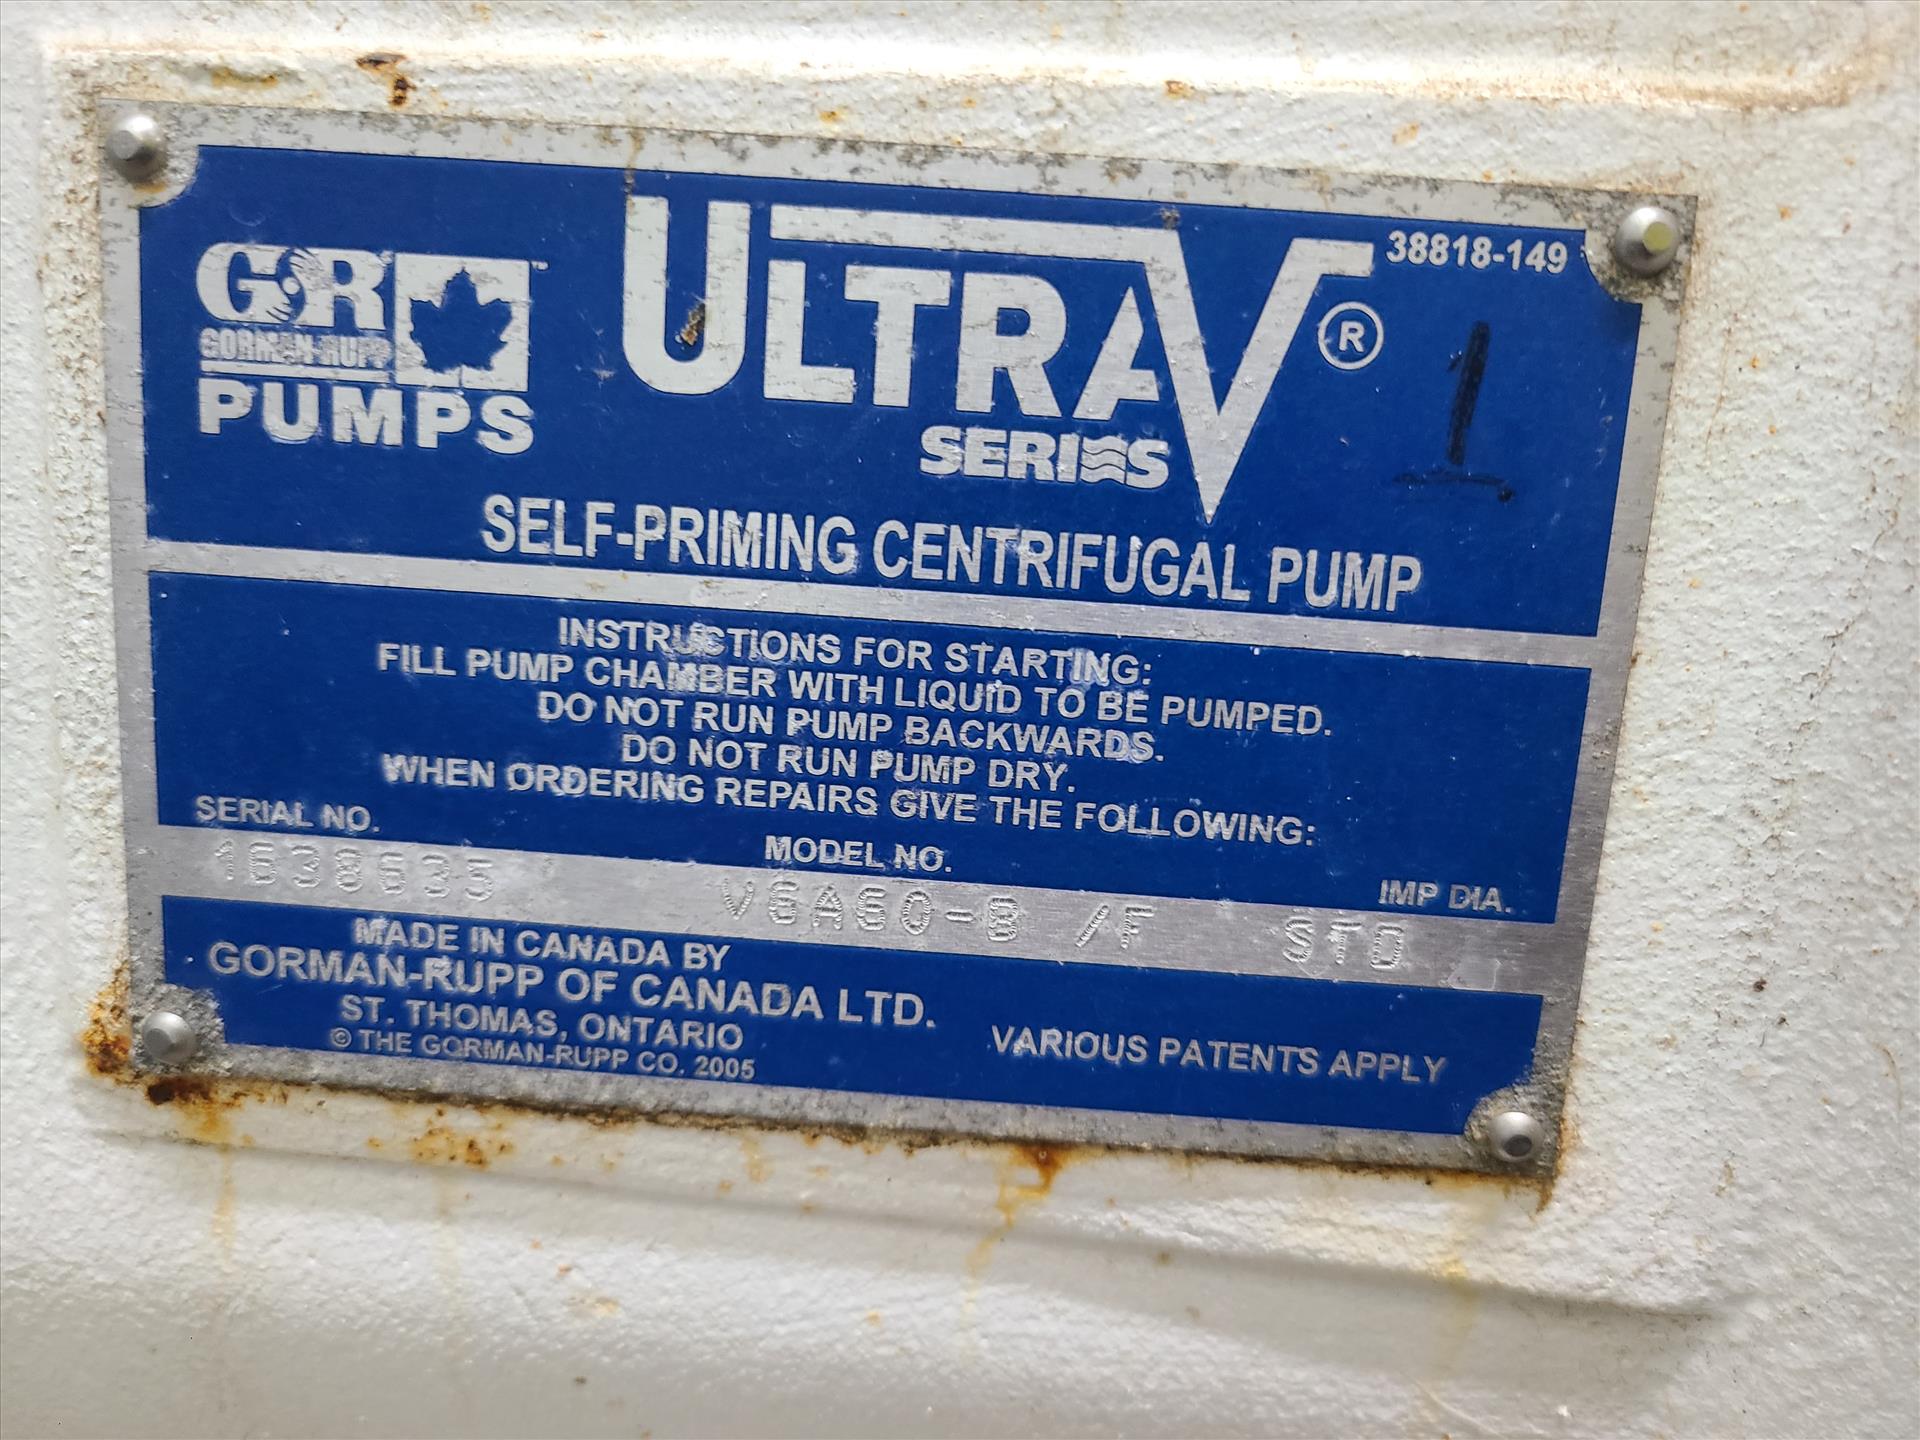 G&R
GORMAN-RUPP
PUMPS
™
ULTRAV®
SERIES
38818-149
1
SELF-PRIMING CENTRIFUGAL PUMP
INSTRUCTIONS FOR STARTING:
FILL PUMP CHAMBER WITH LIQUID TO BE PUMPED.
DO NOT RUN PUMP BACKWARDS.
DO NOT RUN PUMP DRY.
WHEN ORDERING REPAIRS GIVE THE FOLLOWING:
SERIAL NO. MODEL NO. IMP DIA.
1638635 V6A60-B /F STD
MADE IN CANADA BY
GORMAN-RUPP OF CANADA LTD.
ST. THOMAS, ONTARIO
© THE GORMAN-RUPP CO. 2005
VARIOUS PATENTS APPLY